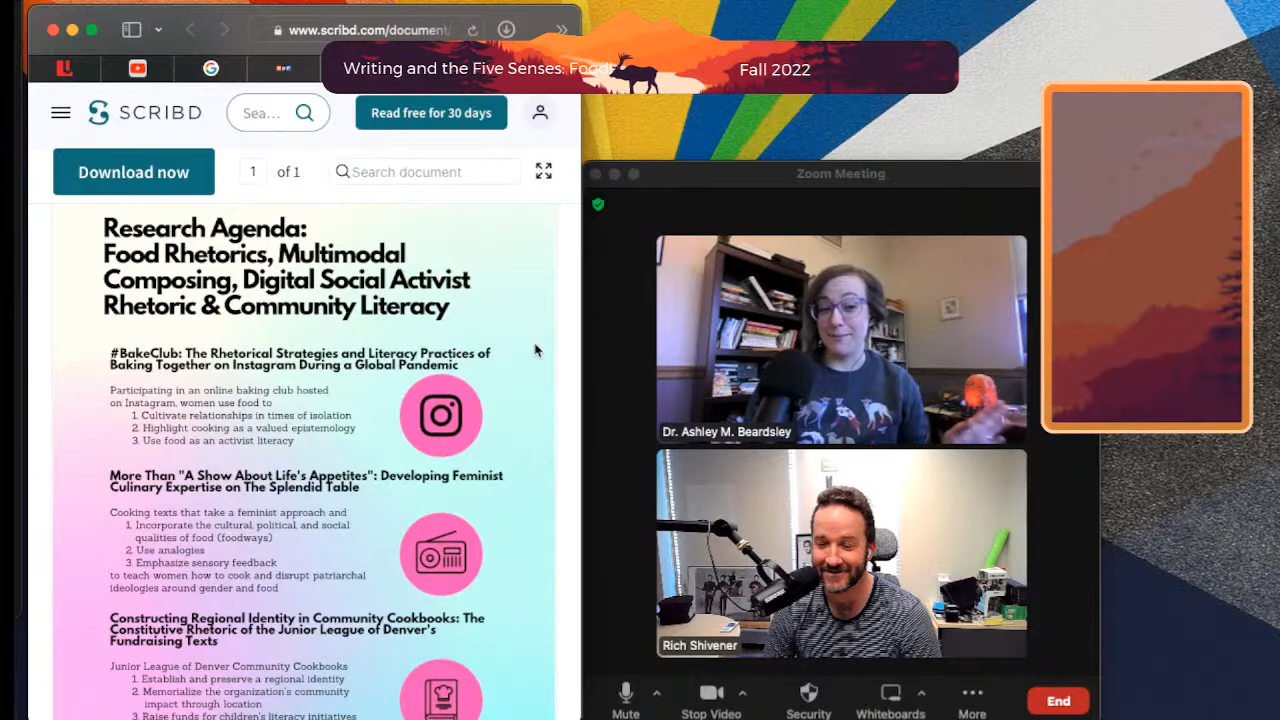 www.scribd.com/document/
Writing and the Five Senses: Food!
Fall 2022
SCRIBD
Sea...
Read free for 30 days
Download now
1 of 1
Search document
Research Agenda:
Food Rhetorics, Multimodal
Composing, Digital Social Activist
Rhetoric & Community Literacy
#BakeClub: The Rhetorical Strategies and Literacy Practices of
Baking Together on Instagram During a Global Pandemic
Participating in an online baking club hosted
on Instagram, women use food to
1. Cultivate relationships in times of isolation
2. Highlight cooking as a valued epistemology
3. Use food as an activist literacy
More Than "A Show About Life's Appetites": Developing Feminist
Culinary Expertise on The Splendid Table
Cooking texts that take a feminist approach and
1. Incorporate the cultural, political, and social
qualities of food (foodways)
2. Use analogies
3. Emphasize sensory feedback
to teach women how to cook and disrupt patriarchal
ideologies around gender and food
Constructing Regional Identity in Community Cookbooks: The
Constitutive Rhetoric of the Junior League of Denver's
Fundraising Texts
Junior League of Denver Community Cookbooks
1. Establish and preserve a regional identity
2. Memorialize the organization's community
impact through location
3. Raise funds for children's literacy initiatives
Zoom Meeting
Dr. Ashley M. Beardsley
Rich Shivener
Mute
Stop Video
Security
Whiteboards
More
End